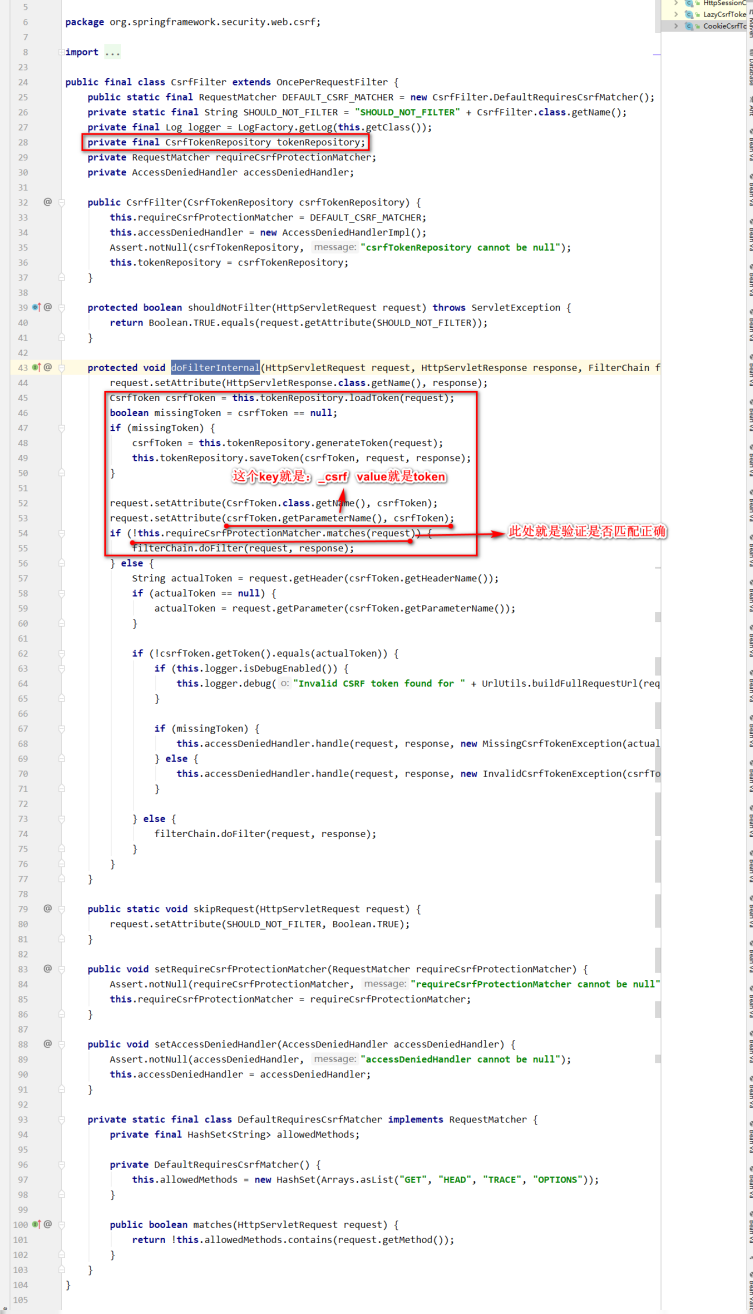 HttpSessionC
5
6 package org.springframework.security.web.csrf;
LazyCsrfToke
CookieCsrfTo
7
8 import ...
23
24 public final class CsrfFilter extends OncePerRequestFilter {
25 public static final RequestMatcher DEFAULT_CSRF_MATCHER = new CsrfFilter.DefaultRequiresCsrfMatcher();
26 private static final String SHOULD_NOT_FILTER = "SHOULD_NOT_FILTER" + CsrfFilter.class.getName();
27 private final Log logger = LogFactory.getLog(this.getClass());
28 private final CsrfTokenRepository tokenRepository;
29 private RequestMatcher requireCsrfProtectionMatcher;
30 private AccessDeniedHandler accessDeniedHandler;
31
32 @ public CsrfFilter(CsrfTokenRepository csrfTokenRepository) {
33 this.requireCsrfProtectionMatcher = DEFAULT_CSRF_MATCHER;
34 this.accessDeniedHandler = new AccessDeniedHandlerImpl();
35 Assert.notNull(csrfTokenRepository, message: "csrfTokenRepository cannot be null");
36 this.tokenRepository = csrfTokenRepository;
37 }
38
39 @ protected boolean shouldNotFilter(HttpServletRequest request) throws ServletException {
40 return Boolean.TRUE.equals(request.getAttribute(SHOULD_NOT_FILTER));
41 }
42
43 @ protected void doFilterInternal(HttpServletRequest request, HttpServletResponse response, FilterChain f
44 request.setAttribute(HttpServletResponse.class.getName(), response);
45 CsrfToken csrfToken = this.tokenRepository.loadToken(request);
46 boolean missingToken = csrfToken == null;
47 if (missingToken) {
48 csrfToken = this.tokenRepository.generateToken(request);
49 this.tokenRepository.saveToken(csrfToken, request, response);
50 }
这个key就是：_csrf value就是token
51
52 request.setAttribute(CsrfToken.class.getName(), csrfToken);
53 request.setAttribute(csrfToken.getParameterName(), csrfToken);
54 if (!this.requireCsrfProtectionMatcher.matches(request)) {
此处就是验证是否匹配正确
55 filterChain.doFilter(request, response);
56 } else {
57 String actualToken = request.getHeader(csrfToken.getHeaderName());
58 if (actualToken == null) {
59 actualToken = request.getParameter(csrfToken.getParameterName());
60 }
61
62 if (!csrfToken.getToken().equals(actualToken)) {
63 if (this.logger.isDebugEnabled()) {
64 this.logger.debug( o: "Invalid CSRF token found for " + UrlUtils.buildFullRequestUrl(req
65 }
66
67 if (missingToken) {
68 this.accessDeniedHandler.handle(request, response, new MissingCsrfTokenException(actual
69 } else {
70 this.accessDeniedHandler.handle(request, response, new InvalidCsrfTokenException(csrfTo
71 }
72
73 } else {
74 filterChain.doFilter(request, response);
75 }
76 }
77 }
78
79 @ public static void skipRequest(HttpServletRequest request) {
80 request.setAttribute(SHOULD_NOT_FILTER, Boolean.TRUE);
81 }
82
83 @ public void setRequireCsrfProtectionMatcher(RequestMatcher requireCsrfProtectionMatcher) {
84 Assert.notNull(requireCsrfProtectionMatcher, message: "requireCsrfProtectionMatcher cannot be null"
85 this.requireCsrfProtectionMatcher = requireCsrfProtectionMatcher;
86 }
87
88 @ public void setAccessDeniedHandler(AccessDeniedHandler accessDeniedHandler) {
89 Assert.notNull(accessDeniedHandler, message: "accessDeniedHandler cannot be null");
90 this.accessDeniedHandler = accessDeniedHandler;
91 }
92
93 private static final class DefaultRequiresCsrfMatcher implements RequestMatcher {
94 private final HashSet<String> allowedMethods;
95
96 private DefaultRequiresCsrfMatcher() {
97 this.allowedMethods = new HashSet(Arrays.asList("GET", "HEAD", "TRACE", "OPTIONS"));
98 }
99
100 @ public boolean matches(HttpServletRequest request) {
101 return !this.allowedMethods.contains(request.getMethod());
102 }
103 }
104 }
105